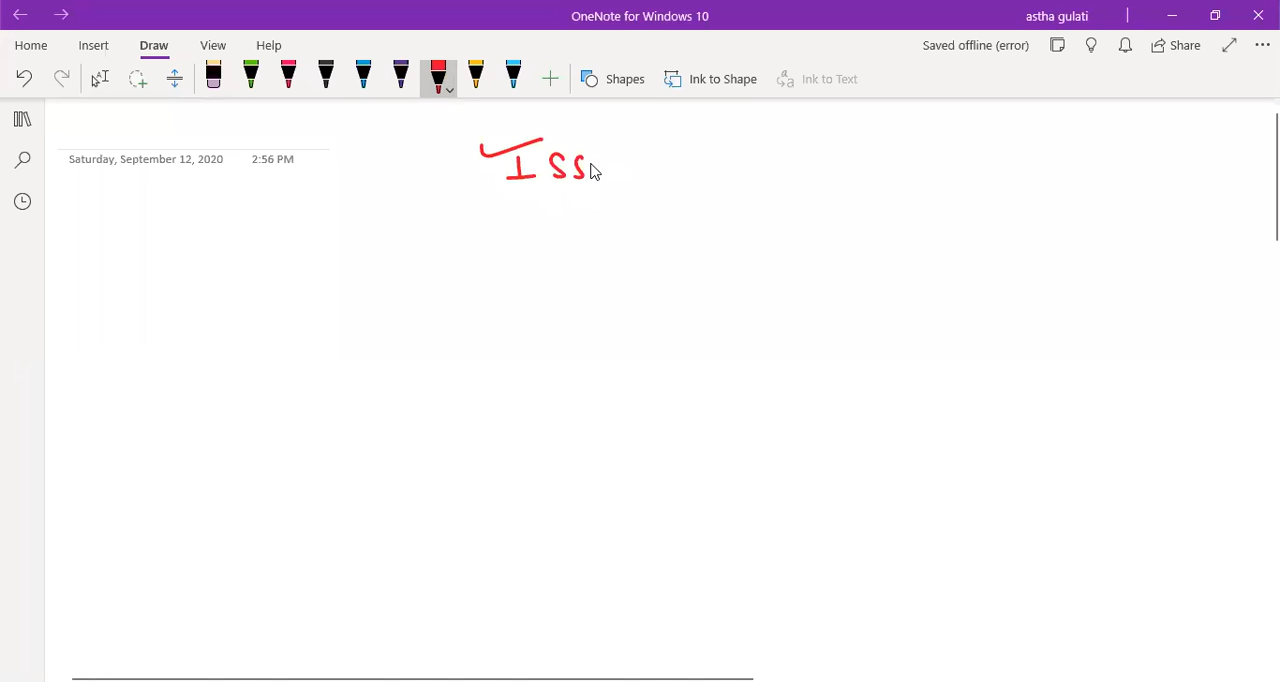 OneNote for Windows 10
astha gulati
Home Insert Draw View Help
Saved offline (error) Share
Shapes Ink to Shape Ink to Text
Saturday, September 12, 2020 2:56 PM
ISS